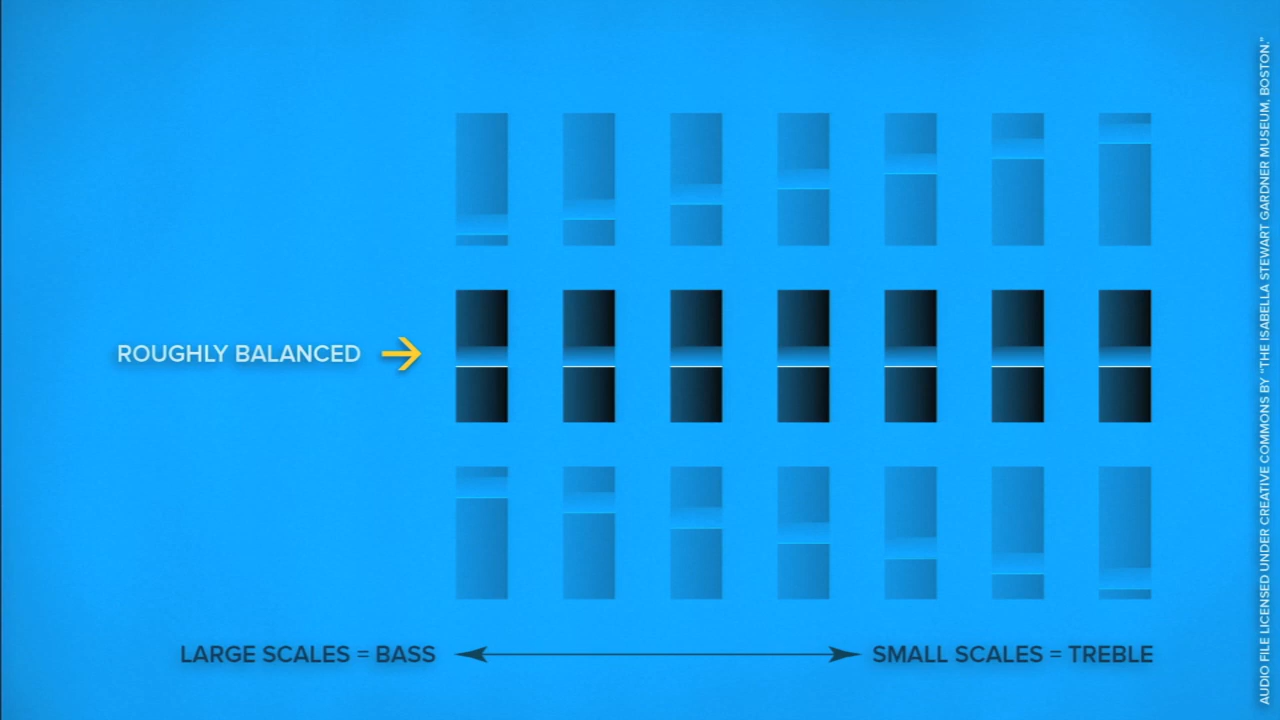 ROUGHLY BALANCED
LARGE SCALES = BASS
SMALL SCALES = TREBLE
AUDIO FILE LICENSED UNDER CREATIVE COMMONS BY "THE ISABELLA STEWART GARDNER MUSEUM, BOSTON."